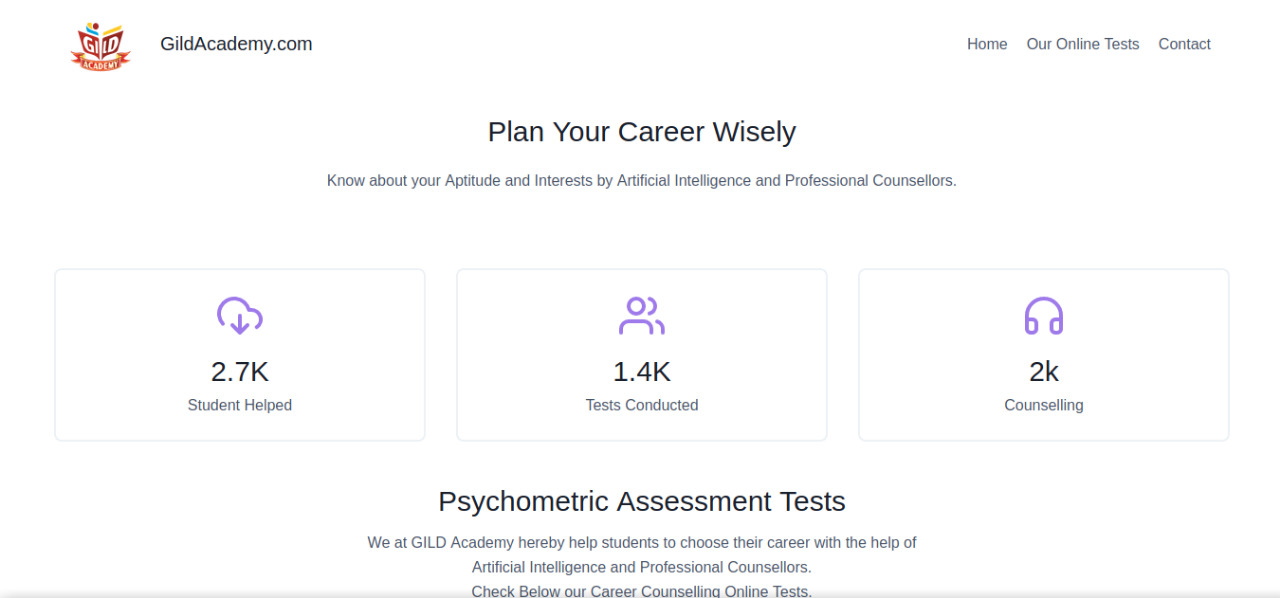 GILD
ACADEMY
GildAcademy.com
Home
Our Online Tests
Contact
Plan Your Career Wisely
Know about your Aptitude and Interests by Artificial Intelligence and Professional Counsellors.
2.7K
Student Helped
1.4K
Tests Conducted
2k
Counselling
Psychometric Assessment Tests
We at GILD Academy hereby help students to choose their career with the help of
Artificial Intelligence and Professional Counsellors.
Check Below our Career Counselling Online Tests.